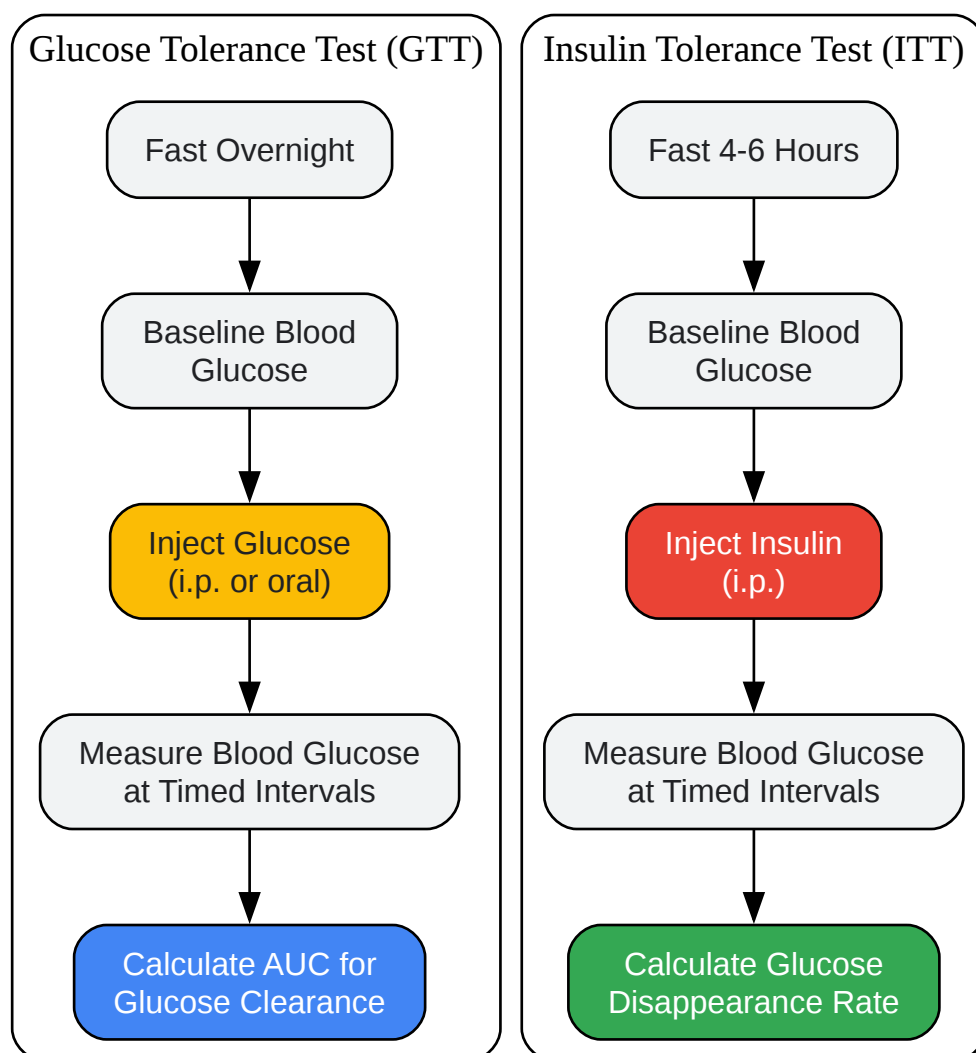 Glucose Tolerance Test (GTT)
Fast Overnight
Baseline Blood
Glucose
Inject Glucose
(i.p. or oral)
Measure Blood Glucose
at Timed Intervals
Calculate AUC for
Glucose Clearance
Insulin Tolerance Test (ITT)
Fast 4-6 Hours
Baseline Blood
Glucose
Inject Insulin
(i.p.)
Measure Blood Glucose
at Timed Intervals
Calculate Glucose
Disappearance Rate